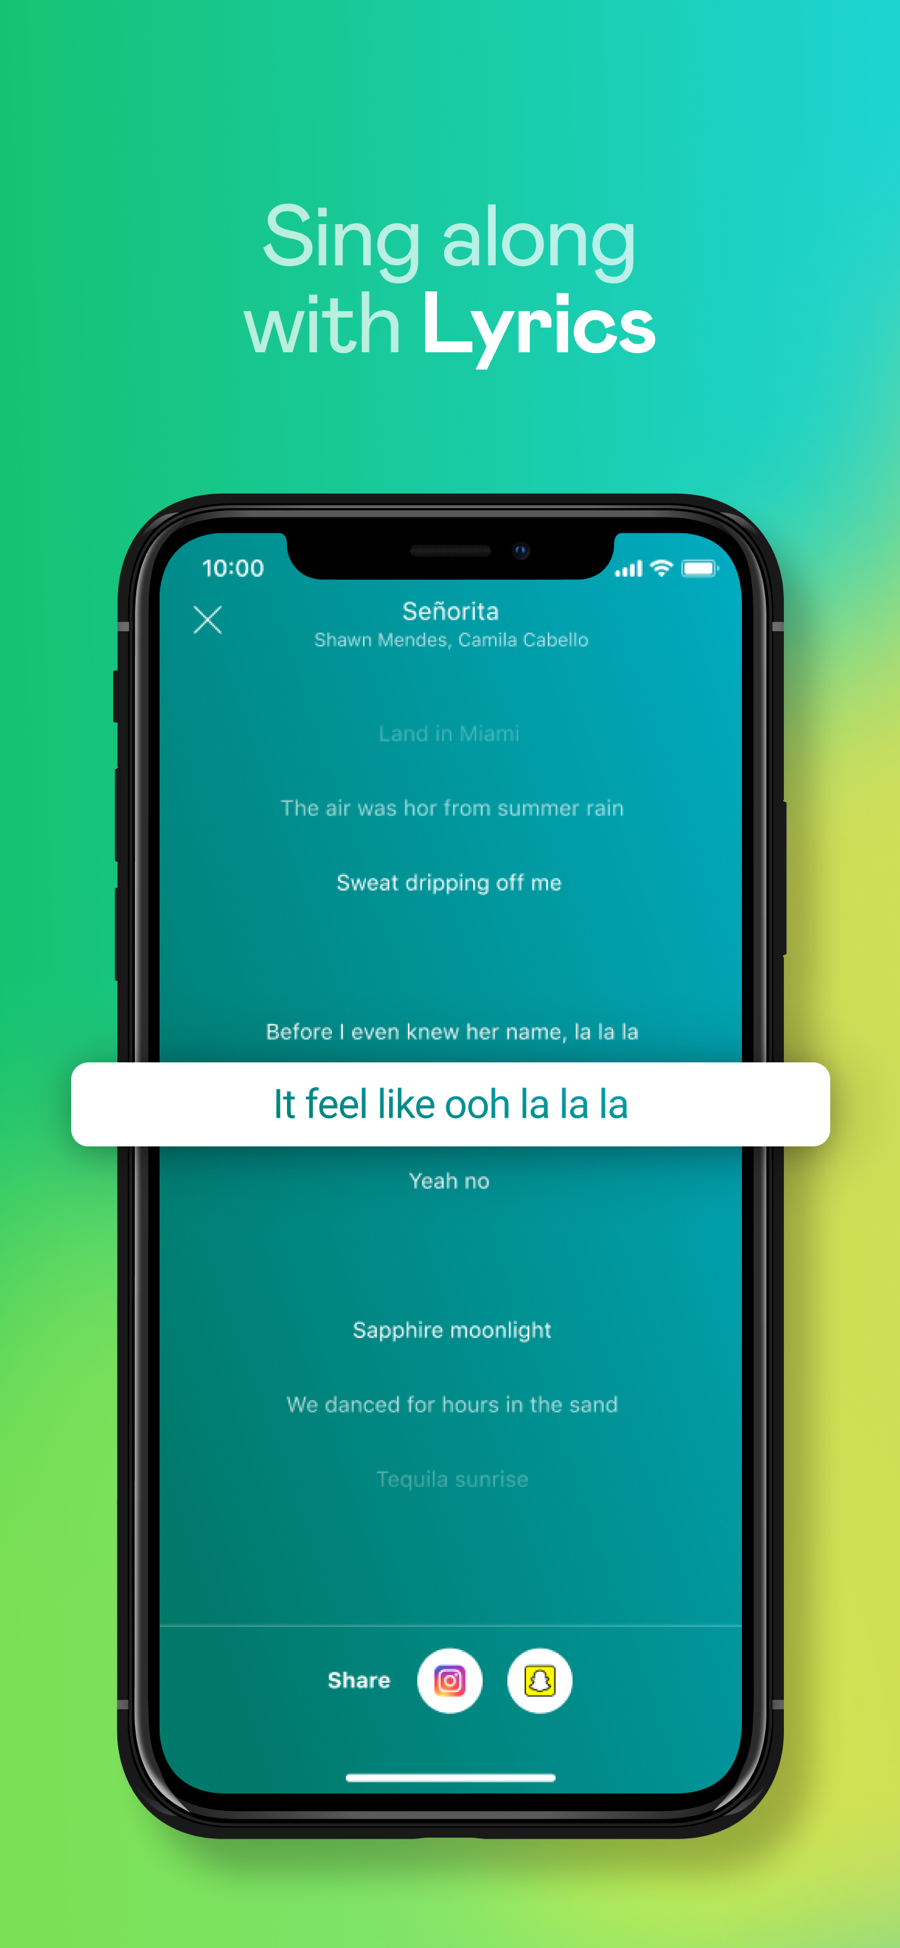 Sing along
with Lyrics
10:00
Señorita
Shawn Mendes, Camila Cabello
Land in Miami
The air was hor from summer rain
Sweat dripping off me
Before I even knew her name, la la la
It feel like ooh la la la
Yeah no
Sapphire moonlight
We danced for hours in the sand
Tequila sunrise
Share